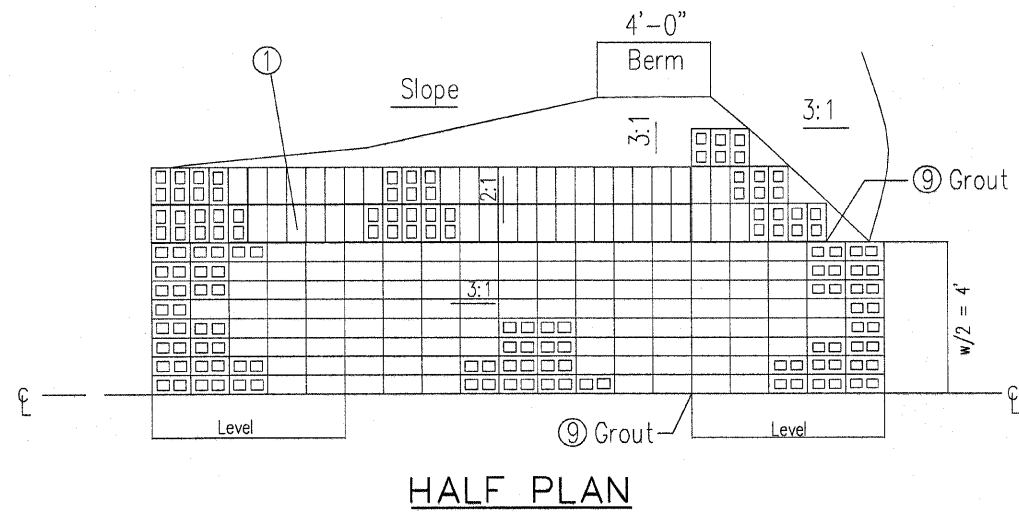 4'-0"
Berm
①
Slope
3:1
3:1
⑨ Grout
2:1
3:1
w/2 = 4'
℄
℄
Level
⑨ Grout
Level
HALF PLAN